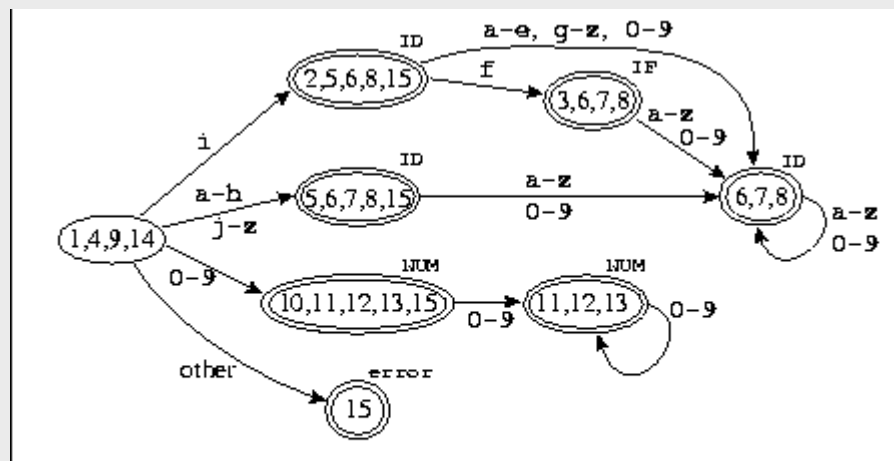 ID
a-e, g-z, 0-9
2,5,6,8,15
f
IF
3,6,7,8
a-z
0-9
i
ID
a-h
j-z
5,6,7,8,15
a-z
0-9
ID
6,7,8
a-z
0-9
1,4,9,14
0-9
NUM
10,11,12,13,15
0-9
NUM
11,12,13
0-9
other
error
15